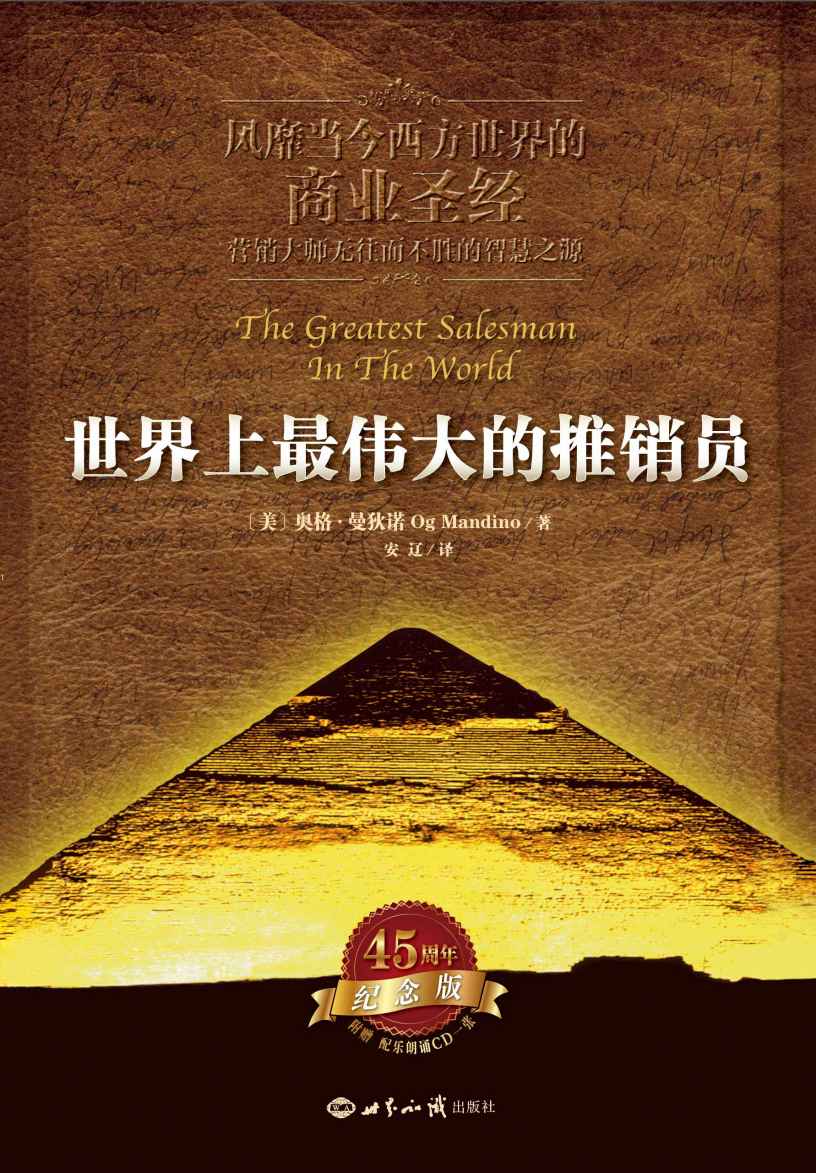 风靡当今西方世界的
商业圣经
营销大师无往而不胜的智慧之源
The Greatest Salesman
In The World
世界上最伟大的推销员
〔美〕奥格·曼狄诺 Og Mandino / 著
安 辽 / 译
45周年
纪念版
附赠 配乐朗诵CD一张
WA 世界知识出版社